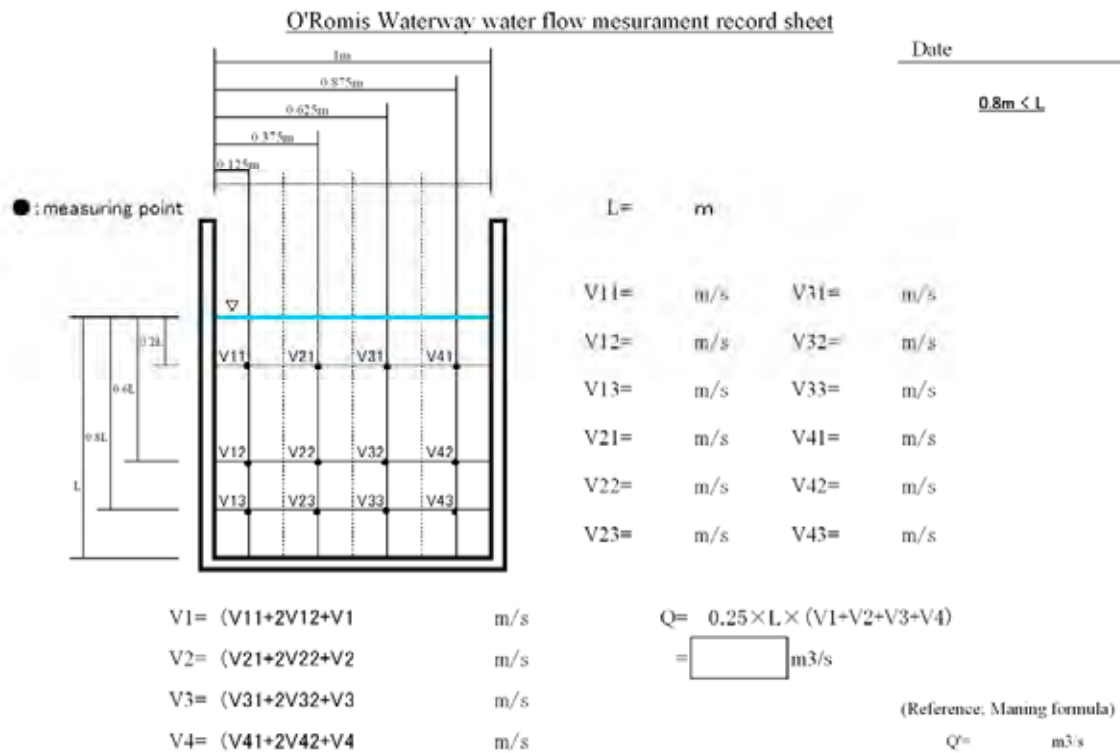 O'Romis Waterway water flow mesurament record sheet
Date
0.8m < L
1m
0.875m
0.625m
0.375m
0.125m
●:measuring point
L= m
V11= m/s V31= m/s
V12= m/s V32= m/s
V13= m/s V33= m/s
V21= m/s V41= m/s
V22= m/s V42= m/s
V23= m/s V43= m/s
0.2L
0.6L
0.8L
L
V11 V21 V31 V41
V12 V22 V32 V42
V13 V23 V33 V43
V1= (V11+2V12+V1 m/s
V2= (V21+2V22+V2 m/s
V3= (V31+2V32+V3 m/s
V4= (V41+2V42+V4 m/s
Q= 0.25×L×(V1+V2+V3+V4)
= m3/s
(Reference; Maning formula)
Q'= m3/s